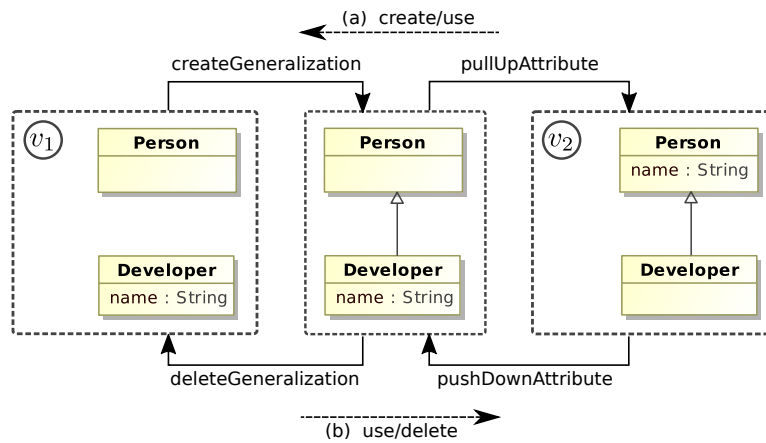 (a) create/use
createGeneralization
pullUpAttribute
v1
Person
Person
v2
Person
name : String
Developer
name : String
Developer
name : String
Developer
deleteGeneralization
pushDownAttribute
(b) use/delete